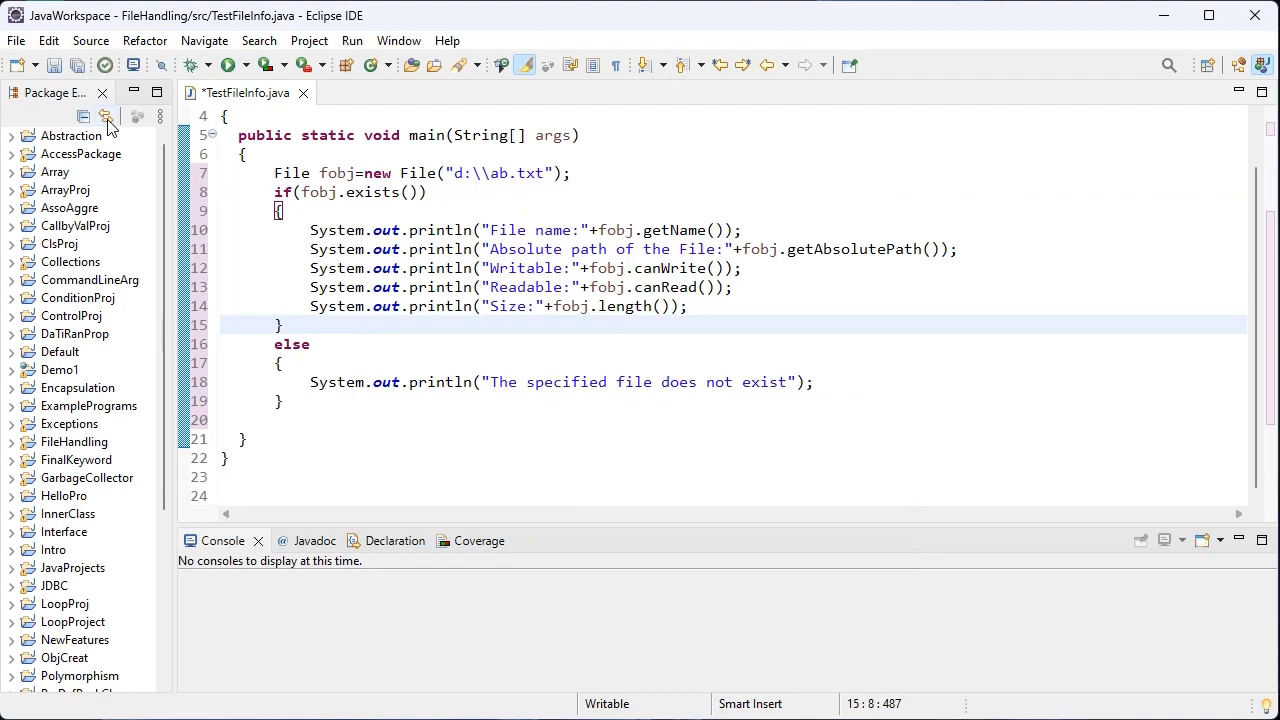 JavaWorkspace - FileHandling/src/TestFileInfo.java - Eclipse IDE
File Edit Source Refactor Navigate Search Project Run Window Help
Package E...
*TestFileInfo.java
Abstraction
AccessPackage
Array
ArrayProj
AssoAggre
CallbyValProj
ClsProj
Collections
CommandLineArg
ConditionProj
ControlProj
DaTiRanProp
Default
Demo1
Encapsulation
ExamplePrograms
Exceptions
FileHandling
FinalKeyword
GarbageCollector
HelloPro
InnerClass
Interface
Intro
JavaProjects
JDBC
LoopProj
LoopProject
NewFeatures
ObjCreat
Polymorphism
4 {
5 public static void main(String[] args)
6 {
7 File fobj=new File("d:\\ab.txt");
8 if(fobj.exists())
9 {
10 System.out.println("File name:"+fobj.getName());
11 System.out.println("Absolute path of the File:"+fobj.getAbsolutePath());
12 System.out.println("Writable:"+fobj.canWrite());
13 System.out.println("Readable:"+fobj.canRead());
14 System.out.println("Size:"+fobj.length());
15 }
16 else
17 {
18 System.out.println("The specified file does not exist");
19 }
20
21 }
22 }
23
24
Console @ Javadoc Declaration Coverage
No consoles to display at this time.
Writable Smart Insert 15 : 8 : 487